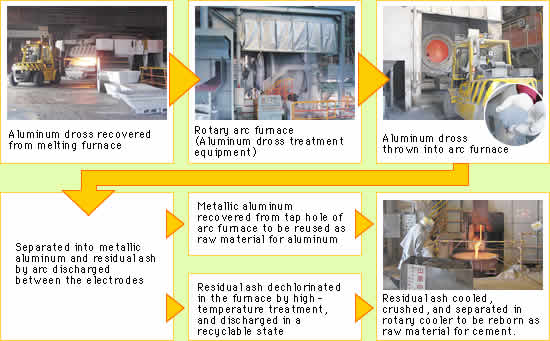 Aluminum dross recovered
from melting furnace
Rotary arc furnace
(Aluminum dross treatment
equipment)
Aluminum dross
thrown into arc furnace
Separated into metallic
aluminum and residual ash
by arc discharged
between the electrodes
Metallic aluminum
recovered from tap hole of
arc furnace to be reused as
raw material for aluminum
Residual ash dechlorinated
in the furnace by high-
temperature treatment,
and discharged in a
recyclable state
Residual ash cooled,
crushed, and separated in
rotary cooler to be reborn as
raw material for cement.